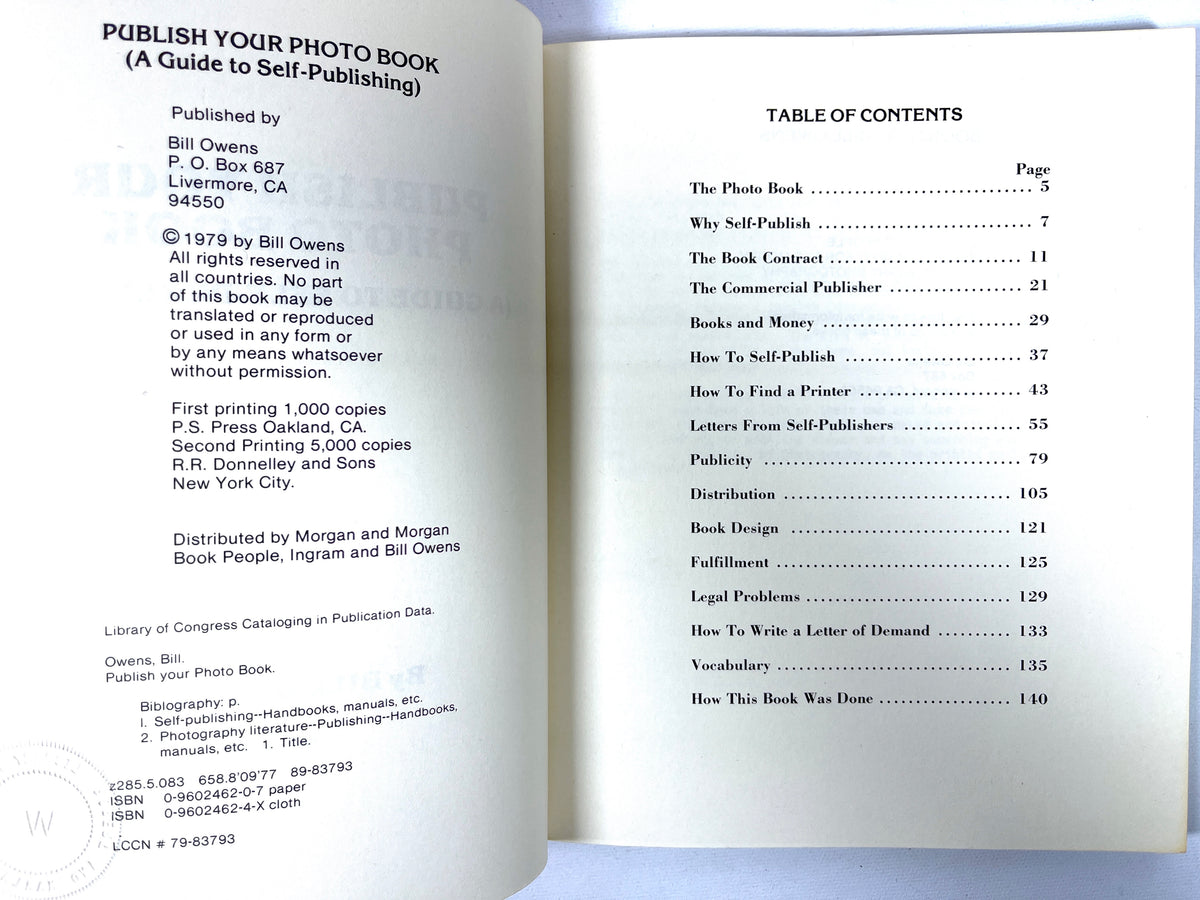 PUBLISH YOUR PHOTO BOOK
(A Guide to Self-Publishing)
Published by
Bill Owens
P. O. Box 687
Livermore, CA
94550
© 1979 by Bill Owens
All rights reserved in
all countries. No part
of this book may be
translated or reproduced
or used in any form or
by any means whatsoever
without permission.
First printing 1,000 copies
P.S. Press Oakland, CA.
Second Printing 5,000 copies
R.R. Donnelley and Sons
New York City.
Distributed by Morgan and Morgan
Book People, Ingram and Bill Owens
Library of Congress Cataloging in Publication Data.
Owens, Bill.
Publish your Photo Book.
Biblography: p.
I. Self-publishing--Handbooks, manuals, etc.
2. Photography literature--Publishing--Handbooks,
manuals, etc. 1. Title.
z285.5.083 658.8'09'77 89-83793
ISBN 0-9602462-0-7 paper
ISBN 0-9602462-4-X cloth
LCCN # 79-83793
W
TABLE OF CONTENTS
Page
The Photo Book .............................. 5
Why Self-Publish ............................. 7
The Book Contract .......................... 11
The Commercial Publisher .................. 21
Books and Money ........................... 29
How To Self-Publish ........................ 37
How To Find a Printer ...................... 43
Letters From Self-Publishers ................ 55
Publicity ................................... 79
Distribution ............................... 105
Book Design .............................. 121
Fulfillment ................................ 125
Legal Problems ............................ 129
How To Write a Letter of Demand .......... 133
Vocabulary ................................ 135
How This Book Was Done .................. 140